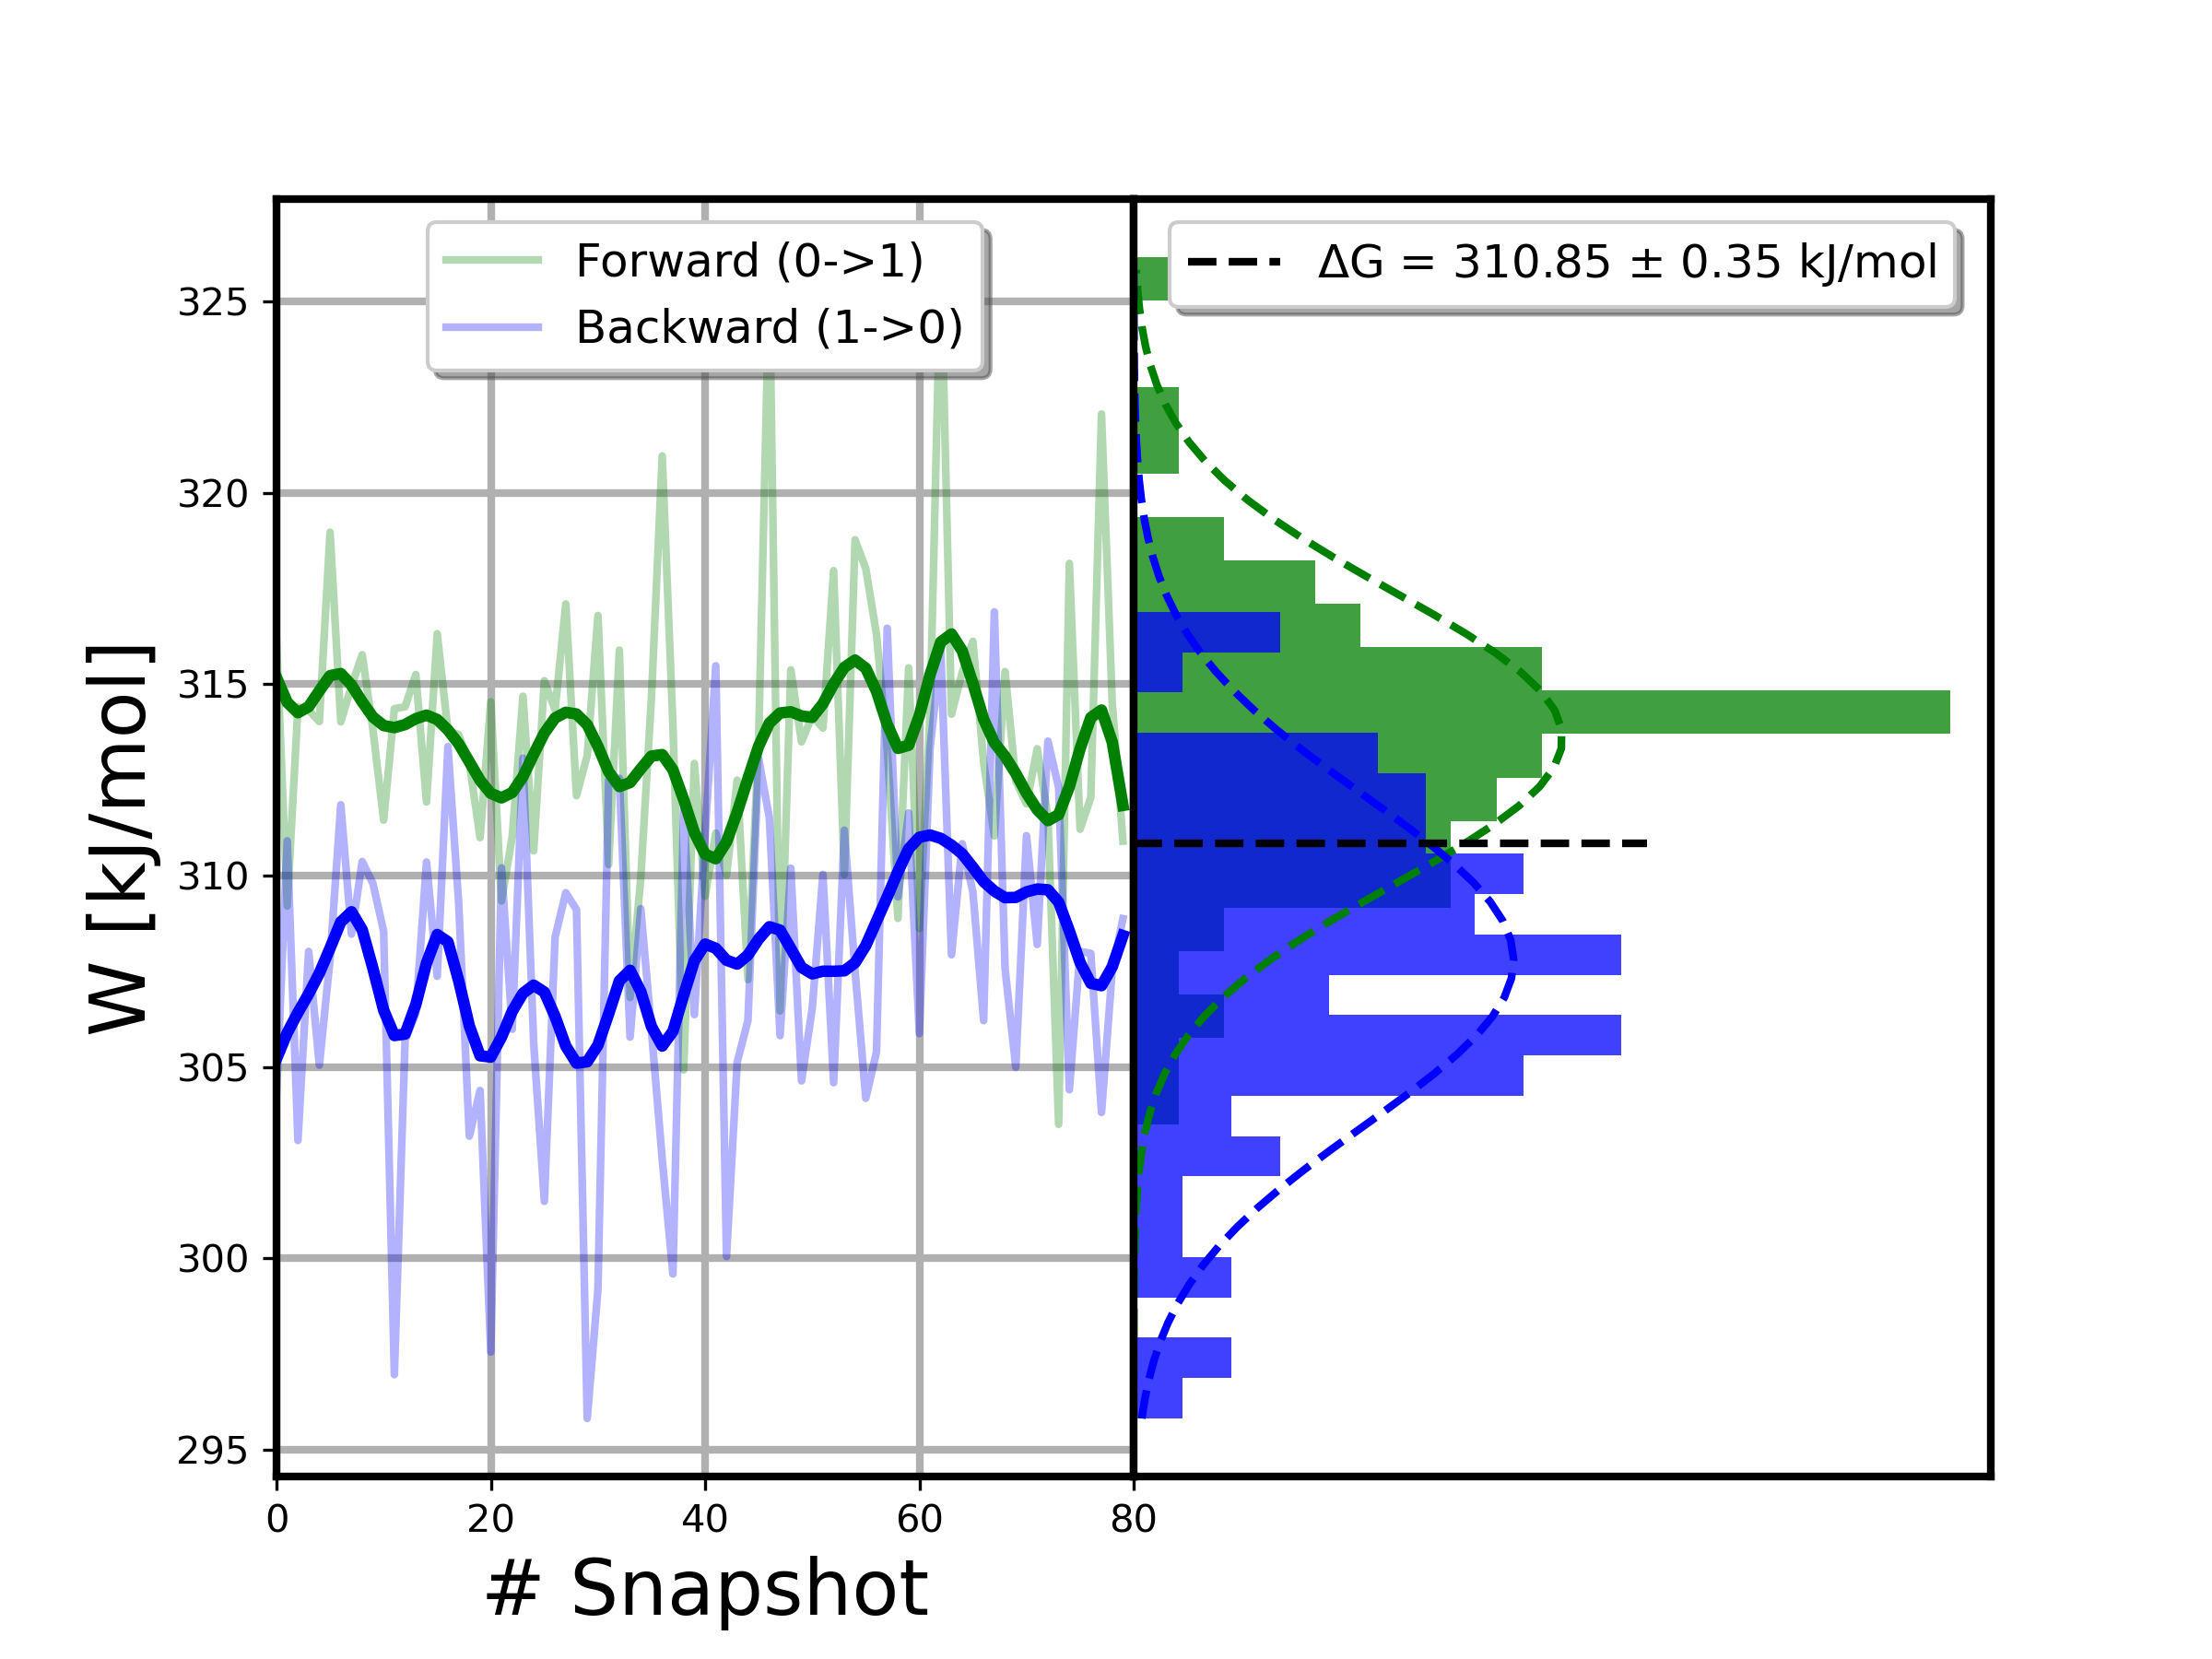 Forward (0->1)
Backward (1->0)
ΔG = 310.85 ± 0.35 kJ/mol
325
320
315
310
305
300
295
W [kJ/mol]
0 20 40 60 80
# Snapshot